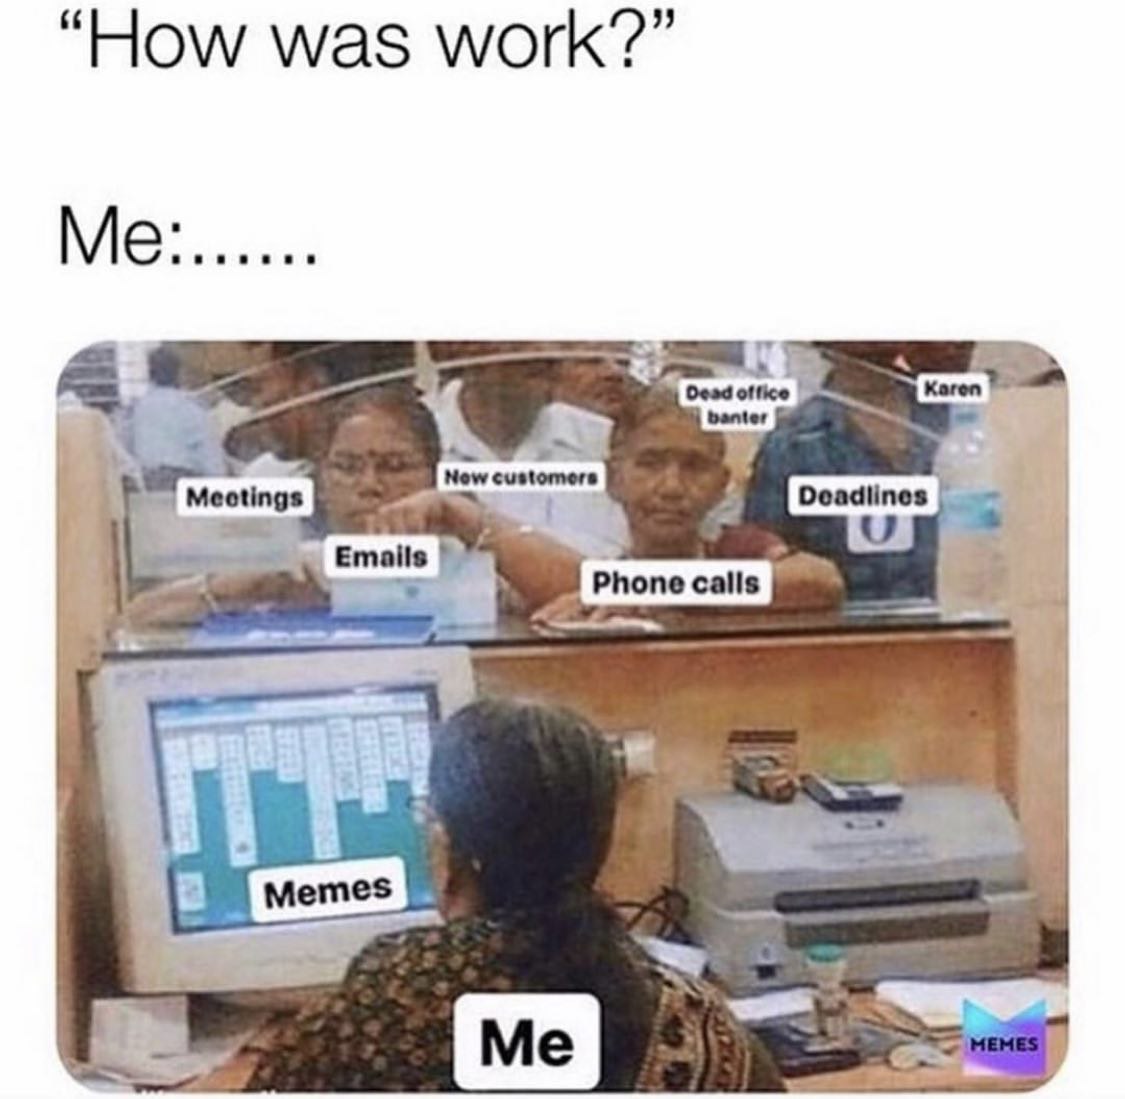 “How was work?”
Me:......
Karen
Dead office
banter
New customers
Meetings
Deadlines
Emails
Phone calls
Memes
Me
MEMES